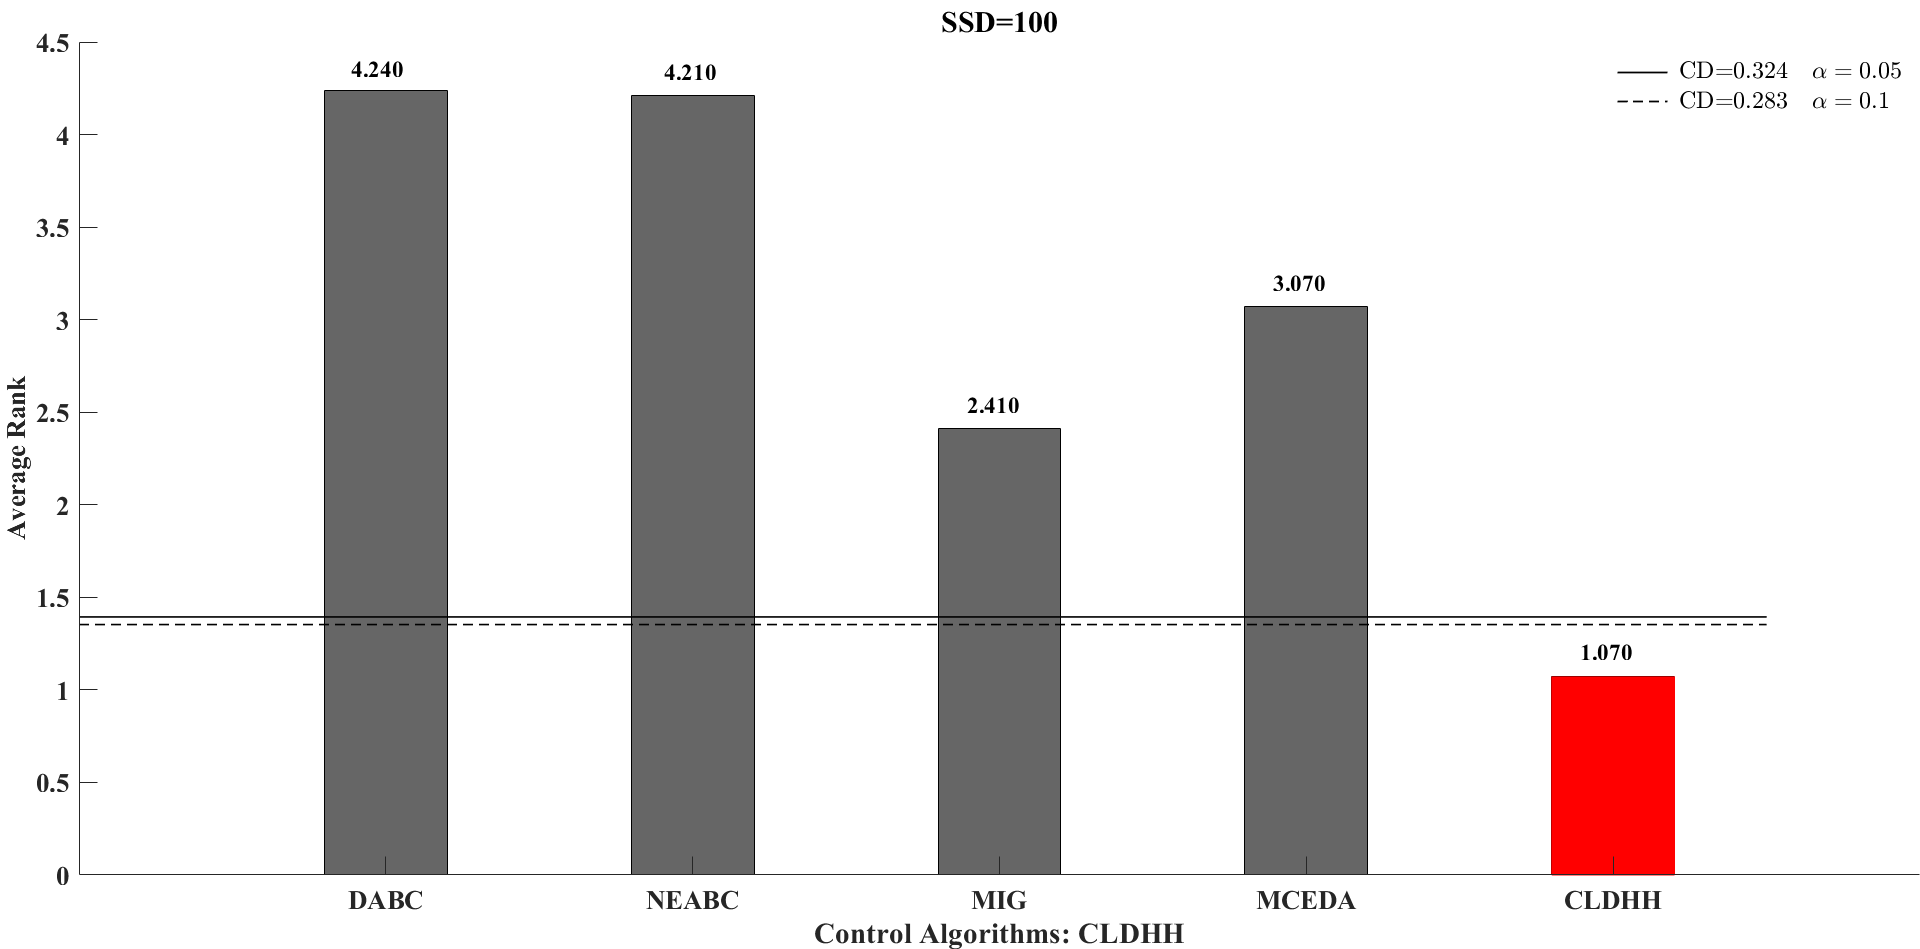 SSD=100
CD=0.324 α = 0.05
CD=0.283 α = 0.1
Average Rank
4.5
4
3.5
3
2.5
2
1.5
1
0.5
0
4.240
4.210
2.410
3.070
1.070
DABC
NEABC
MIG
MCEDA
CLDHH
Control Algorithms: CLDHH